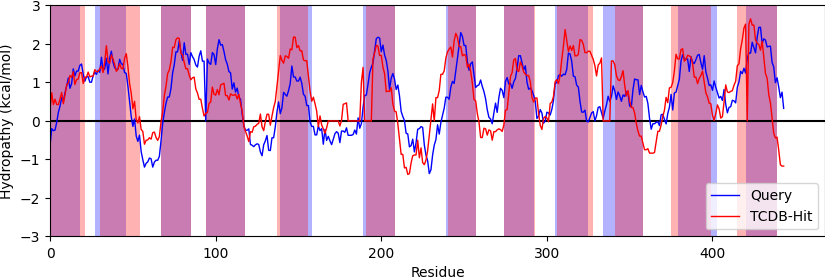 3
2
1
0
−1
−2
−3
Hydropathy (kcal/mol)
0 100 200 300 400
Residue
Query
TCDB-Hit